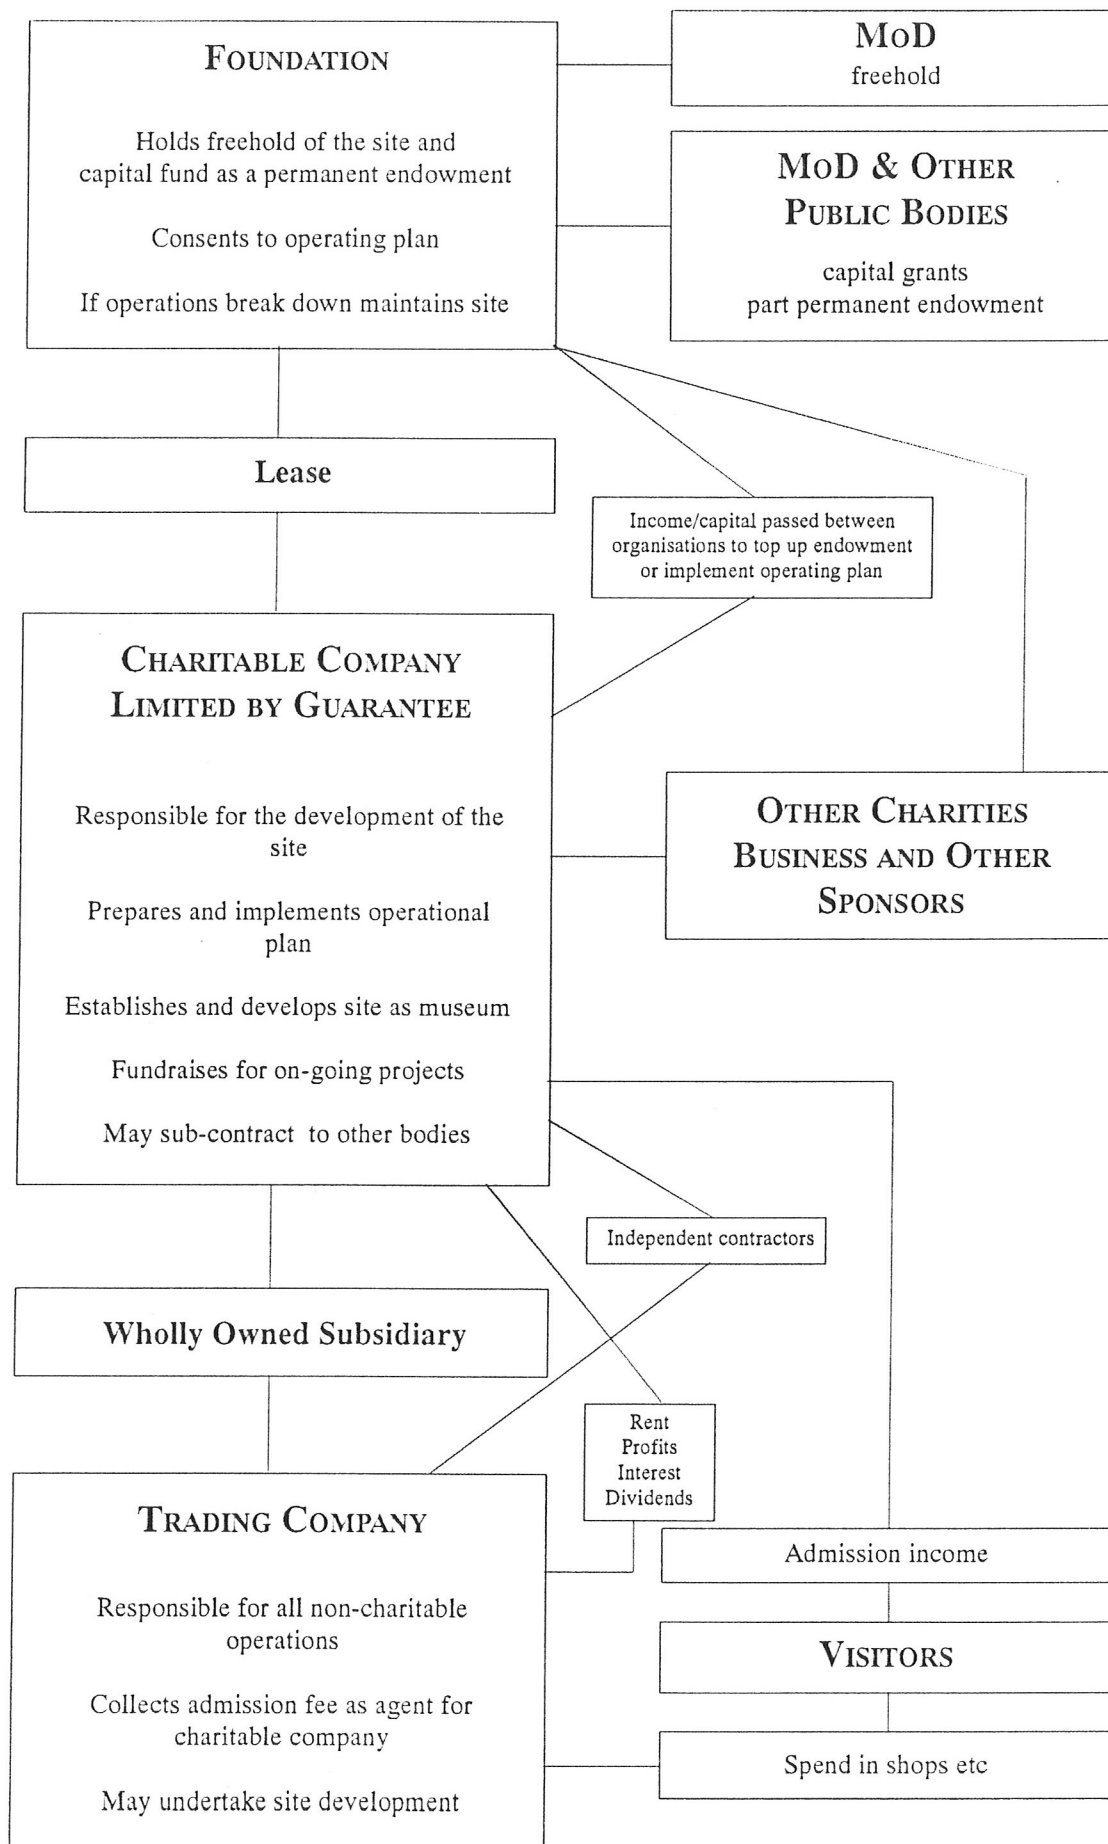 FOUNDATION
Holds freehold of the site and
capital fund as a permanent endowment
Consents to operating plan
If operations break down maintains site
MOD
freehold
MOD & OTHER
PUBLIC BODIES
capital grants
part permanent endowment
Lease
Income/capital passed between
organisations to top up endowment
or implement operating plan
CHARITABLE COMPANY
LIMITED BY GUARANTEE
Responsible for the development of the
site
Prepares and implements operational
plan
Establishes and develops site as museum
Fundraises for on-going projects
May sub-contract to other bodies
OTHER CHARITIES
BUSINESS AND OTHER
SPONSORS
Independent contractors
Wholly Owned Subsidiary
Rent
Profits
Interest
Dividends
TRADING COMPANY
Responsible for all non-charitable
operations
Collects admission fee as agent for
charitable company
May undertake site development
Admission income
VISITORS
Spend in shops etc